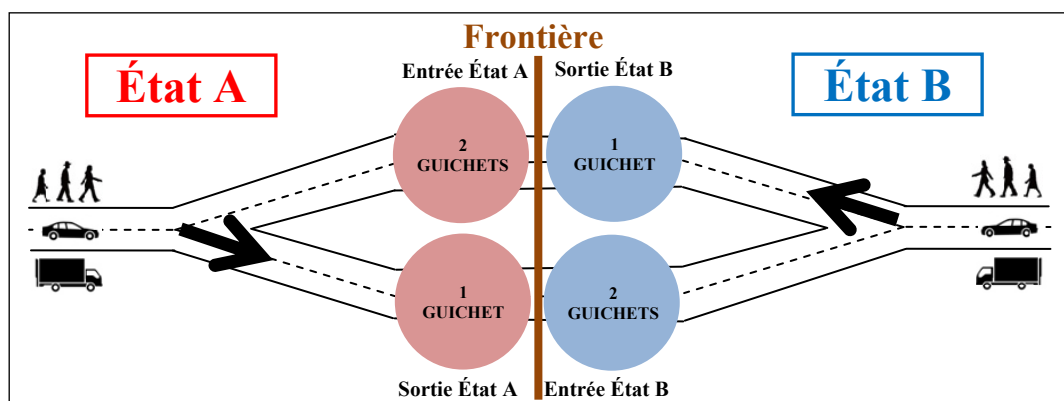 Frontière
Entrée État A
Sortie État B
État A
État B
2
GUICHETS
1
GUICHET
1
GUICHET
2
GUICHETS
Sortie État A
Entrée État B